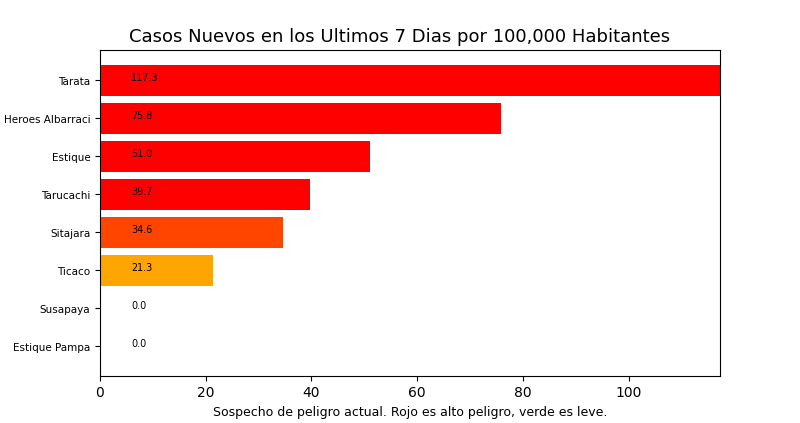 Casos Nuevos en los Ultimos 7 Dias por 100,000 Habitantes
Tarata 117.3
Heroes Albarraci 75.8
Estique 51.0
Tarucachi 39.7
Sitajara 34.6
Ticaco 21.3
Susapaya 0.0
Estique Pampa 0.0
0 20 40 60 80 100
Sospecho de peligro actual. Rojo es alto peligro, verde es leve.